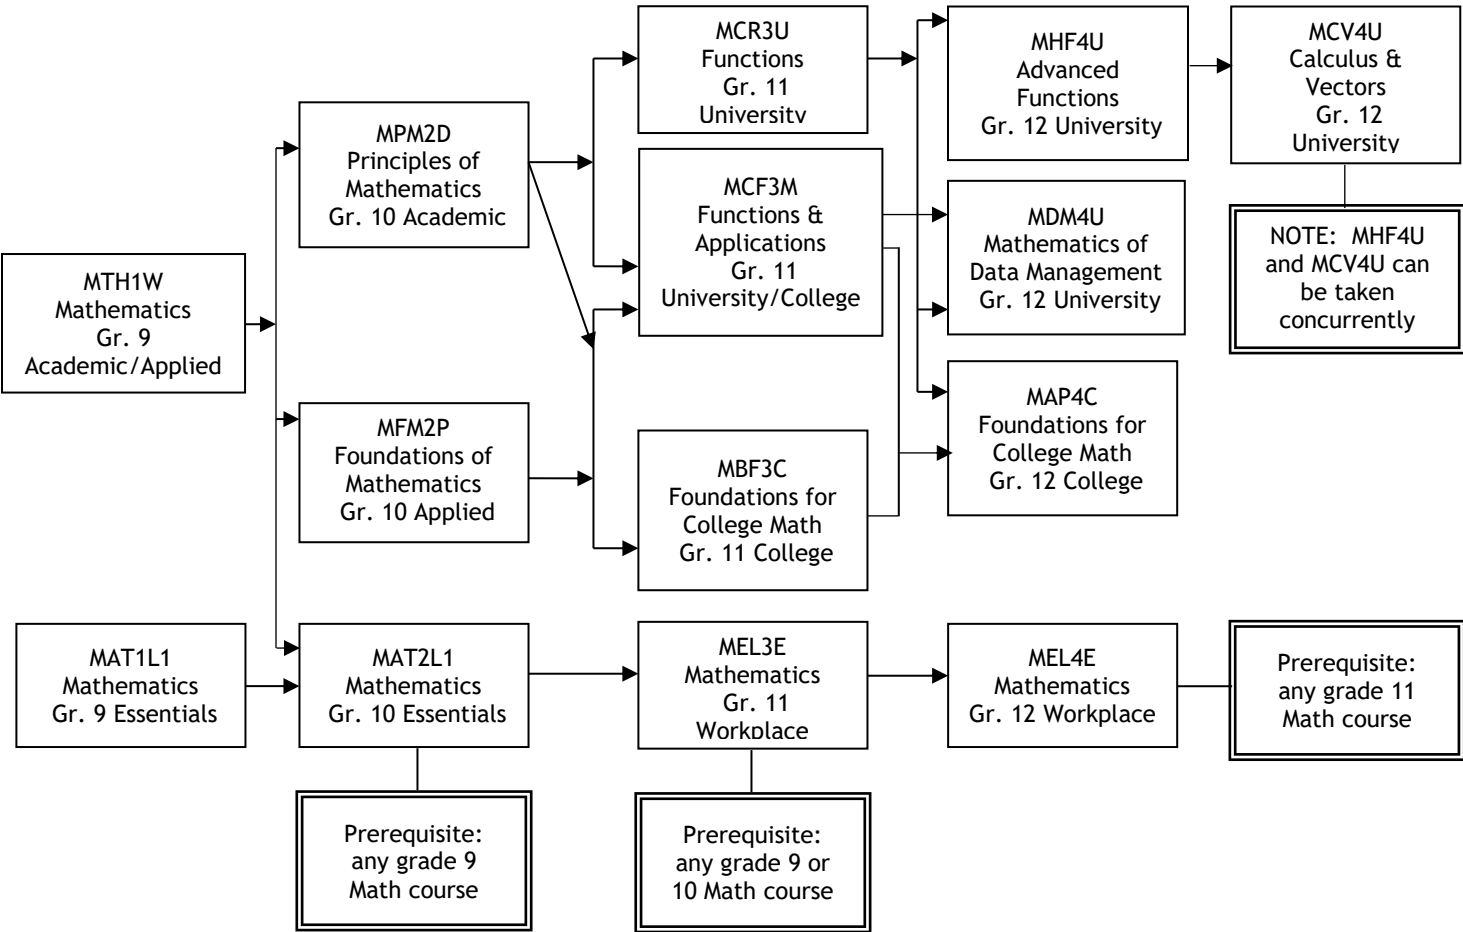 MCR3U
Functions
Gr. 11
University
MHF4U
Advanced
Functions
Gr. 12 University
MCV4U
Calculus &
Vectors
Gr. 12
University
MPM2D
Principles of
Mathematics
Gr. 10 Academic
MCF3M
Functions &
Applications
Gr. 11
University/College
MDM4U
Mathematics of
Data Management
Gr. 12 University
NOTE: MHF4U
and MCV4U can
be taken
concurrently
MTH1W
Mathematics
Gr. 9
Academic/Applied
MFM2P
Foundations of
Mathematics
Gr. 10 Applied
MBF3C
Foundations for
College Math
Gr. 11 College
MAP4C
Foundations for
College Math
Gr. 12 College
MAT1L1
Mathematics
Gr. 9 Essentials
MAT2L1
Mathematics
Gr. 10 Essentials
MEL3E
Mathematics
Gr. 11
Workplace
MEL4E
Mathematics
Gr. 12 Workplace
Prerequisite:
any grade 11
Math course
Prerequisite:
any grade 9
Math course
Prerequisite:
any grade 9 or
10 Math course